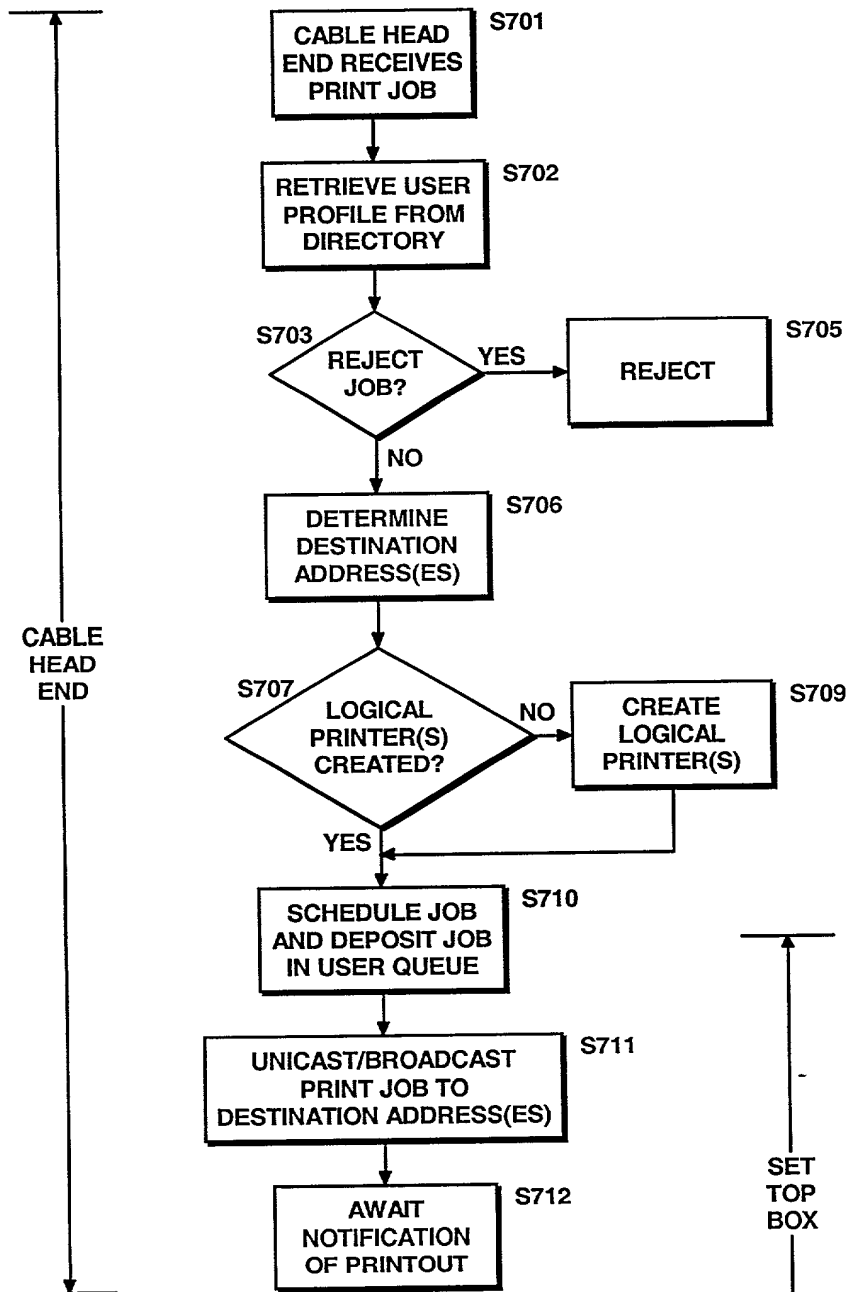 S701
CABLE HEAD
END RECEIVES
PRINT JOB
S702
RETRIEVE USER
PROFILE FROM
DIRECTORY
S703
REJECT
JOB?
YES
S705
REJECT
NO
S706
DETERMINE
DESTINATION
ADDRESS(ES)
CABLE
HEAD
END
S707
LOGICAL
PRINTER(S)
CREATED?
NO
S709
CREATE
LOGICAL
PRINTER(S)
YES
S710
SCHEDULE JOB
AND DEPOSIT JOB
IN USER QUEUE
S711
UNICAST/BROADCAST
PRINT JOB TO
DESTINATION ADDRESS(ES)
S712
AWAIT
NOTIFICATION
OF PRINTOUT
SET
TOP
BOX